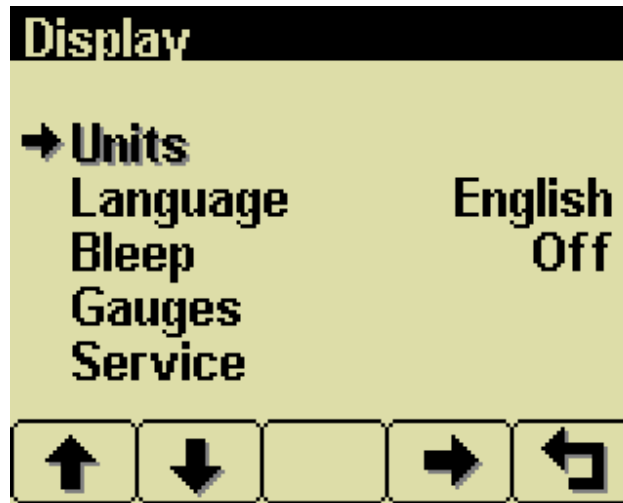 Display
Units
Language English
Bleep Off
Gauges
Service